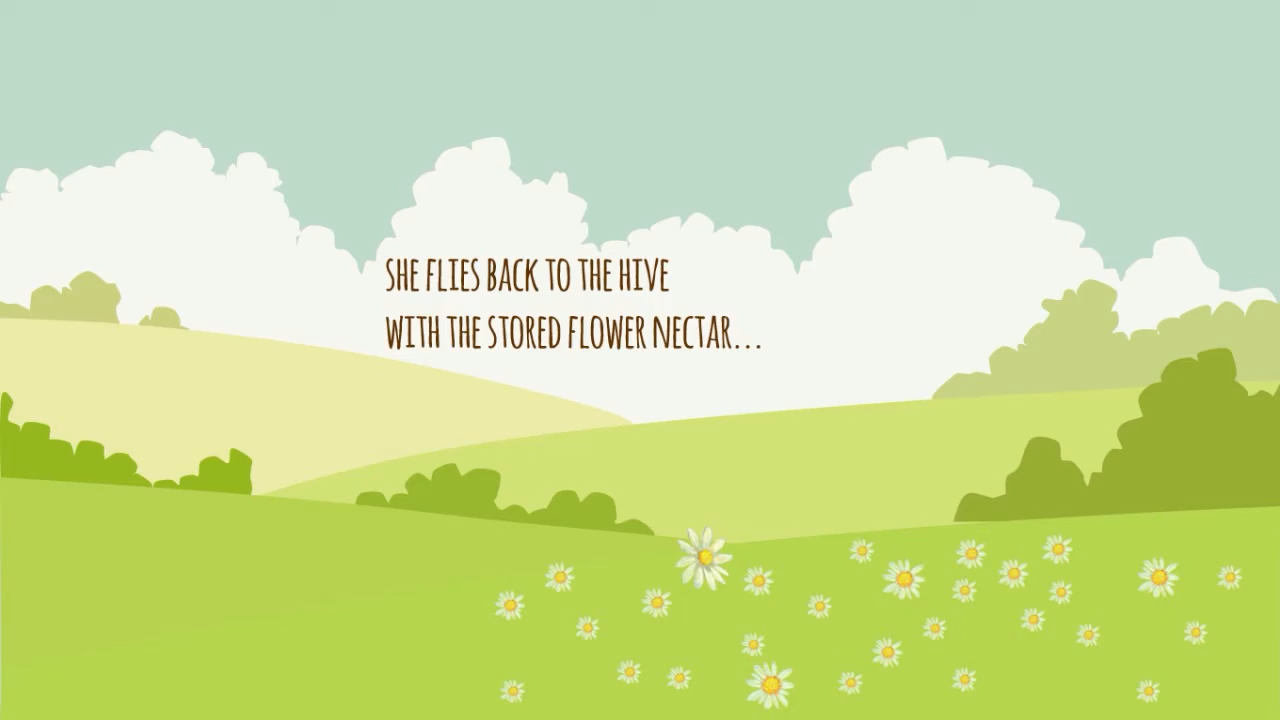 SHE FLIES BACK TO THE HIVE
WITH THE STORED FLOWER NECTAR...